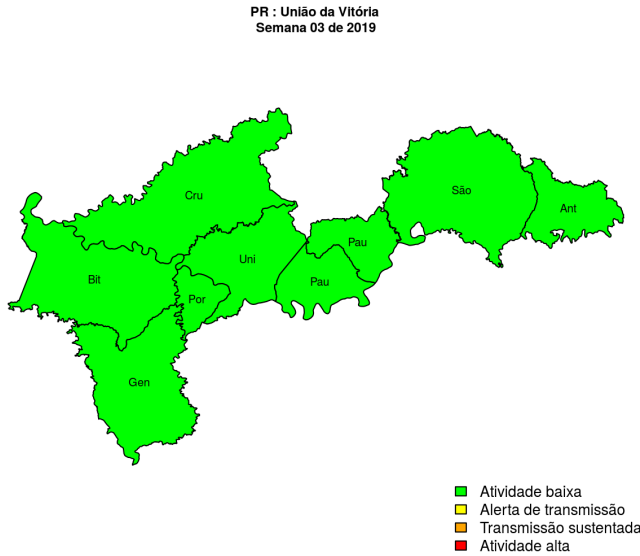 PR : União da Vitória
Semana 03 de 2019
Cru
São
Ant
Pau
Uni
Bit
Pau
Por
Gen
Atividade baixa
Alerta de transmissão
Transmissão sustentada
Atividade alta